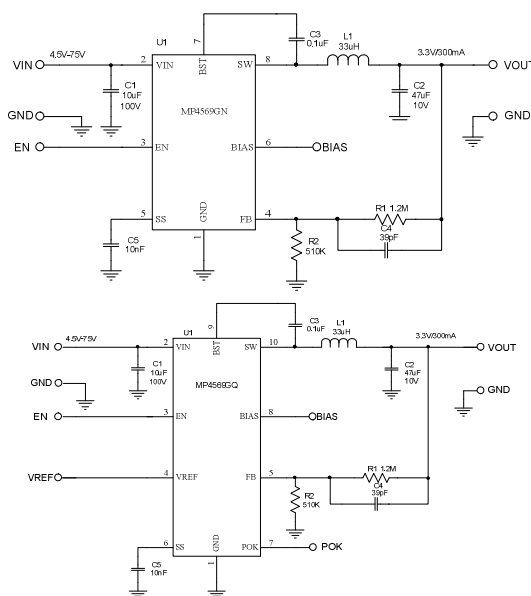 C3
0.1uF
L1
33uH
U1
7
4.5V-75V
3.3V/300mA
VIN
2
VIN
BST
SW
8
VOUT
C1
10uF
100V
C2
47uF
10V
MP4569GN
GND
GND
EN
3
EN
BIAS
6
BIAS
R1 1.2M
5
SS
GND
FB
4
C4
39pF
C5
10nF
1
R2
510K
C3
0.1uF
L1
33uH
9
U1
4.5V-75V
3.3V/300mA
VIN
2
VIN
BST
SW
10
VOUT
C1
10uF
100V
C2
47uF
10V
MP4569GQ
GND
GND
EN
3
EN
BIAS
8
BIAS
R1 1.2M
VREF
4
VREF
FB
5
C4
39pF
R2
510K
6
SS
GND
POK
7
POK
C5
10nF
1